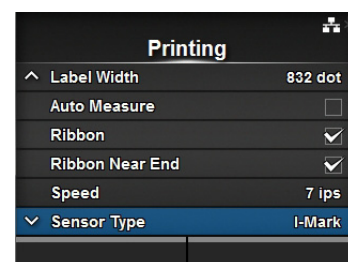 Printing
Label Width 832 dot
Auto Measure
Ribbon
Ribbon Near End
Speed 7 ips
Sensor Type I-Mark